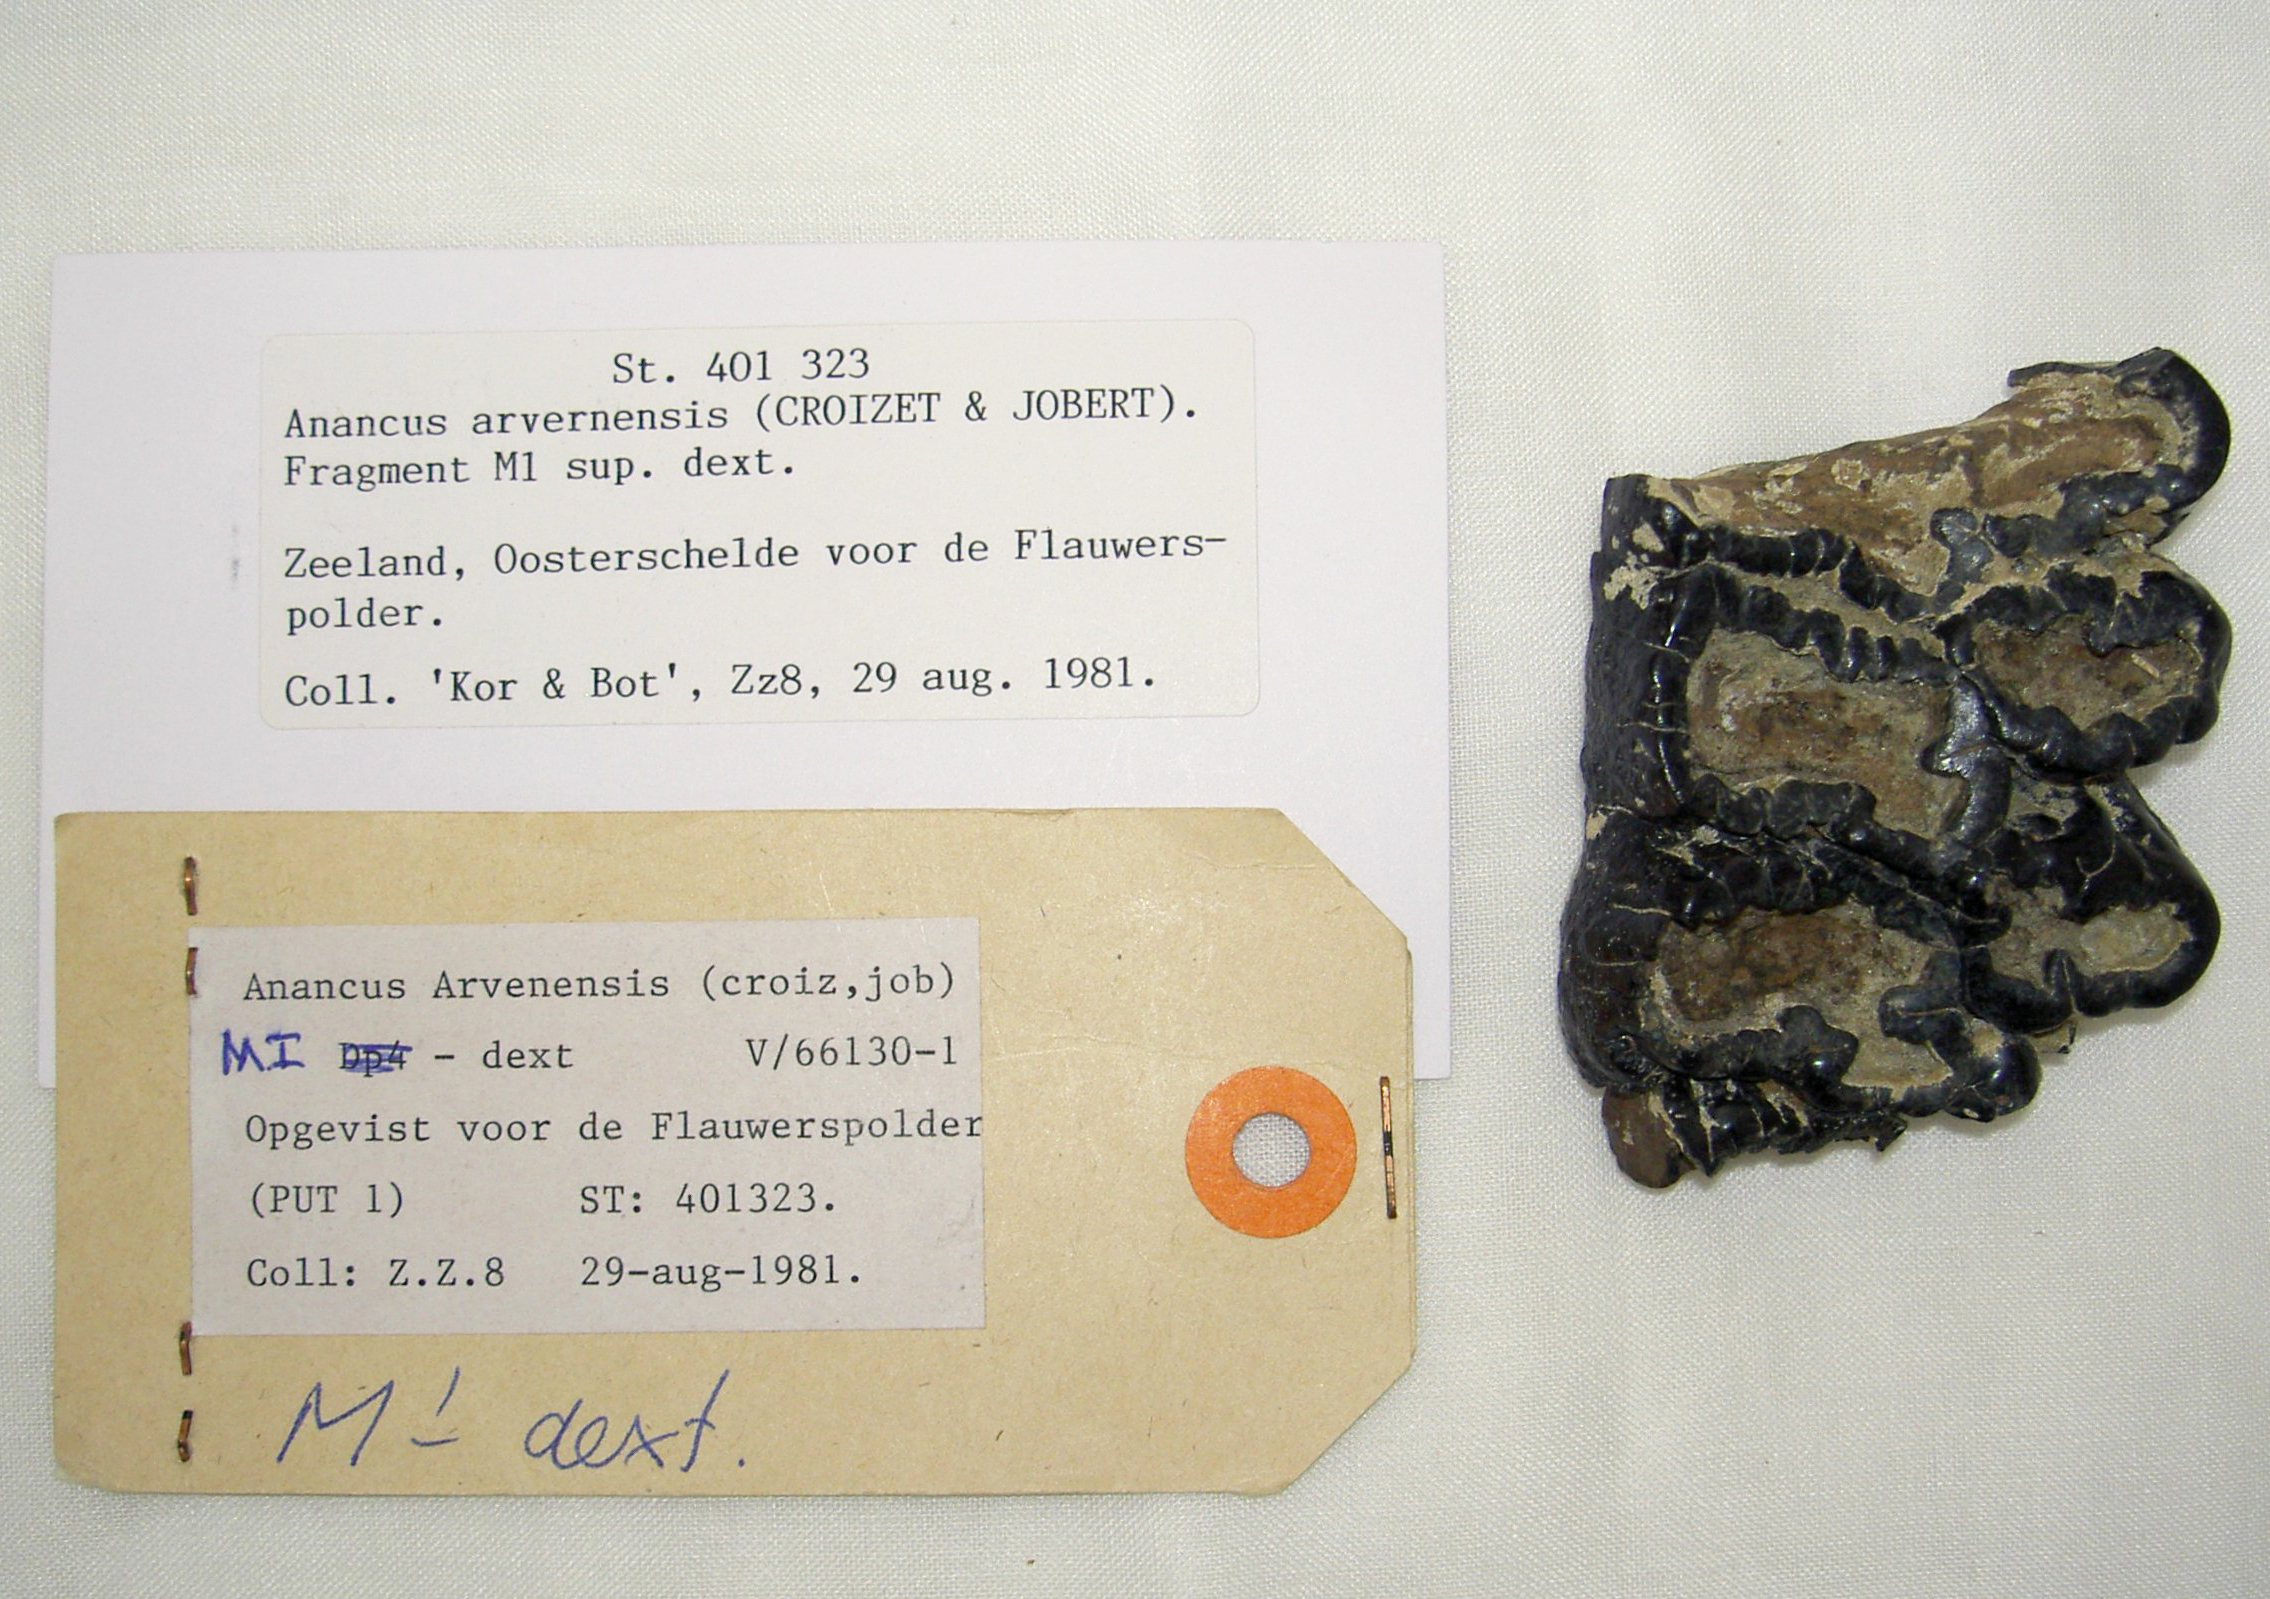 St. 401 323
Anancus arvernensis (CROIZET & JOBERT).
Fragment M1 sup. dext.
Zeeland, Oosterschelde voor de Flauwers-
polder.
Coll. 'Kor & Bot', Zz8, 29 aug. 1981.
Anancus Arvenensis (croiz,job)
MI Dp4 - dext V/66130-1
Opgevist voor de Flauwerspolder
(PUT 1) ST: 401323.
Coll: Z.Z.8 29-aug-1981.
M1 dext.